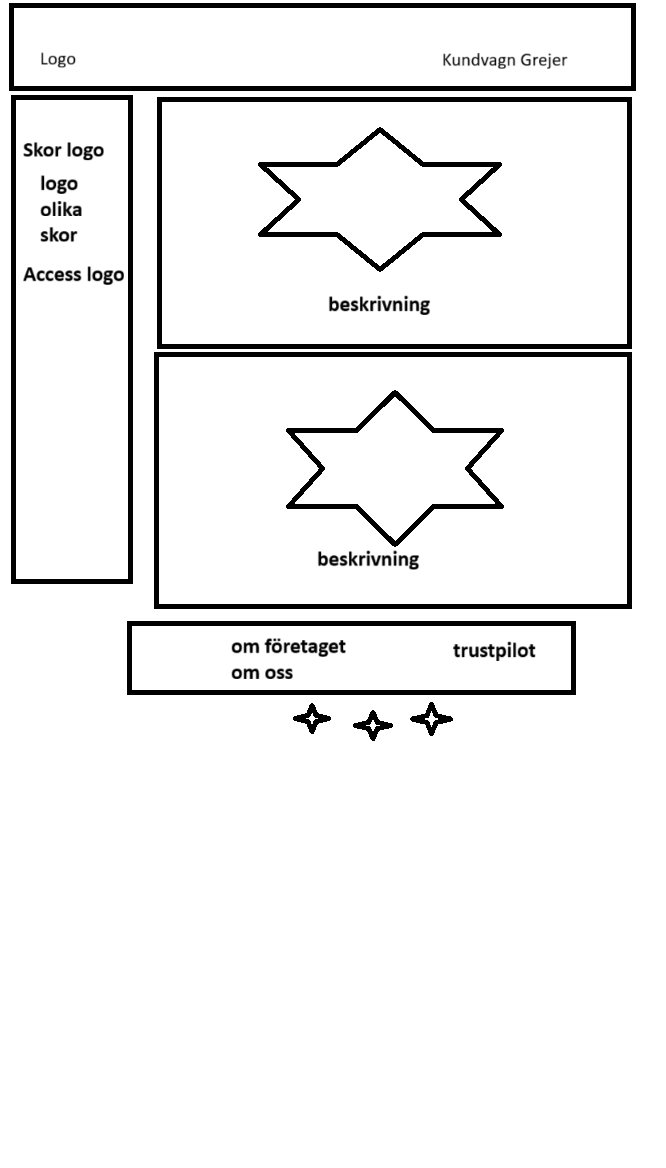 Logo
Kundvagn Grejer
Skor logo
logo
olika
skor
Access logo
beskrivning
beskrivning
om företaget
om oss
trustpilot